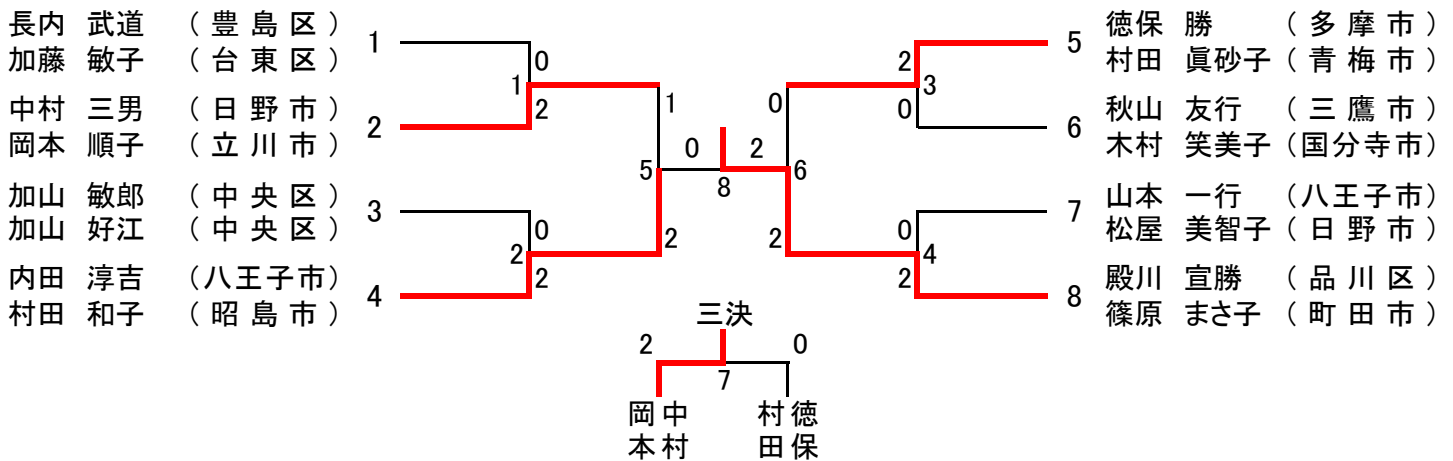 長内 武道 (豊島区)
加藤 敏子 (台東区)
1
中村 三男 (日野市)
岡本 順子 (立川市)
2
加山 敏郎 (中央区)
加山 好江 (中央区)
3
内田 淳吉 (八王子市)
村田 和子 (昭島市)
4
0
1
2
0
2
2
1
5
2
0
8
2
0
6
2
2
3
0
0
4
2
5
徳保 勝 (多摩市)
村田 眞砂子 (青梅市)
6
秋山 友行 (三鷹市)
木村 笑美子 (国分寺市)
7
山本 一行 (八王子市)
松屋 美智子 (日野市)
8
殿川 宣勝 (品川区)
篠原 まさ子 (町田市)
三決
2
7
0
中村
岡本
徳保
村田